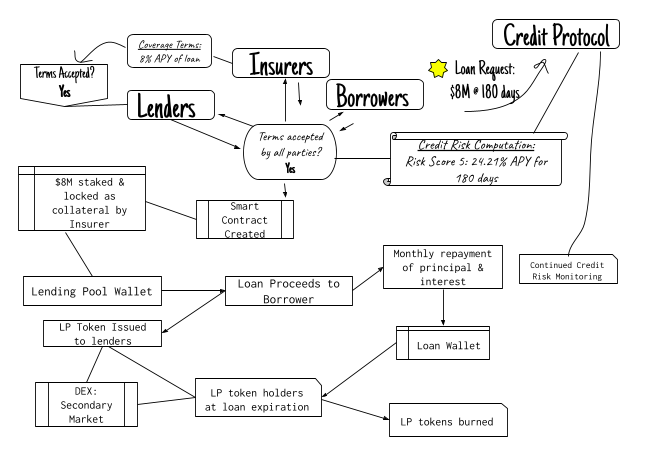 Credit Protocol
Coverage Terms:
8% APY of loan
Insurers
Loan Request:
$8M @ 180 days
Terms Accepted?
Yes
Lenders
Borrowers
Terms accepted
by all parties?
Yes
Credit Risk Computation:
Risk Score 5: 24.21% APY for
180 days
$8M staked &
locked as
collateral by
Insurer
Smart
Contract
Created
Monthly repayment
of principal &
interest
Continued Credit
Risk Monitoring
Lending Pool Wallet
Loan Proceeds to
Borrower
LP Token Issued
to lenders
Loan Wallet
DEX:
Secondary
Market
LP token holders
at loan expiration
LP tokens burned